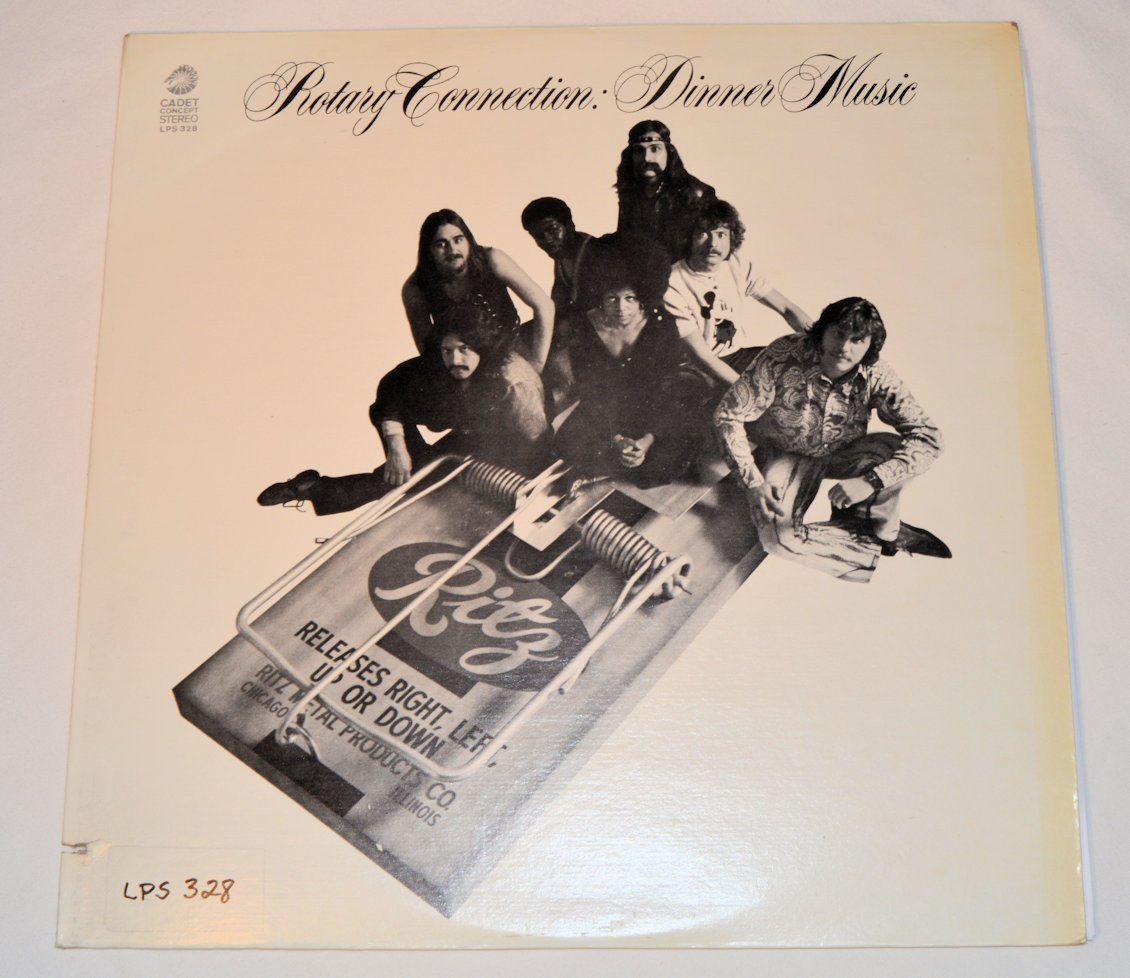 CADET
CONCEPT
STEREO
LPS 328
Rotary Connection: Dinner Music
Ritz
RELEASES RIGHT, LEFT,
UP OR DOWN
RITZ METAL PRODUCTS CO.
CHICAGO ILLINOIS
LPS 328